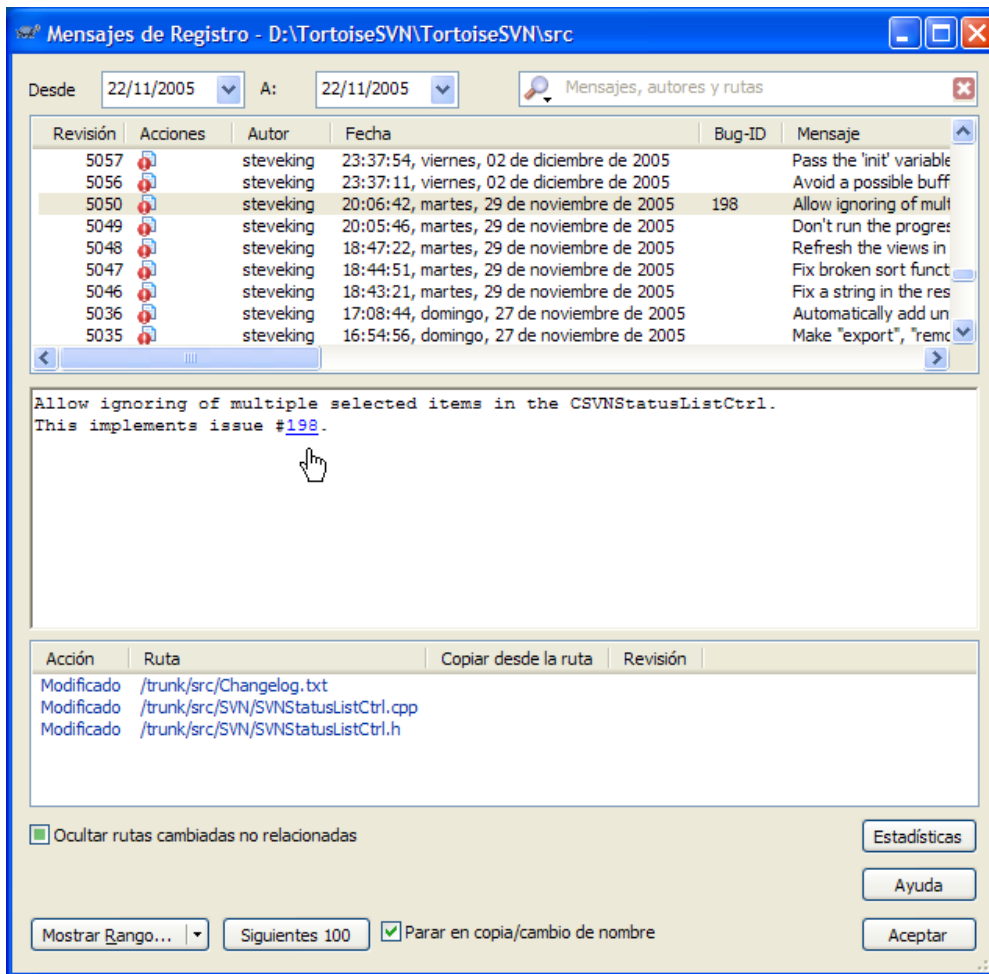 Mensajes de Registro - D:\TortoiseSVN\TortoiseSVN\src
Desde 22/11/2005 A: 22/11/2005 Mensajes, autores y rutas
Revisión Acciones Autor Fecha Bug-ID Mensaje
5057 steveking 23:37:54, viernes, 02 de diciembre de 2005 Pass the 'init' variable
5056 steveking 23:37:11, viernes, 02 de diciembre de 2005 Avoid a possible buff
5050 steveking 20:06:42, martes, 29 de noviembre de 2005 198 Allow ignoring of mult
5049 steveking 20:05:46, martes, 29 de noviembre de 2005 Don't run the progres
5048 steveking 18:47:22, martes, 29 de noviembre de 2005 Refresh the views in
5047 steveking 18:44:51, martes, 29 de noviembre de 2005 Fix broken sort funct
5046 steveking 18:43:21, martes, 29 de noviembre de 2005 Fix a string in the res
5036 steveking 17:08:44, domingo, 27 de noviembre de 2005 Automatically add un
5035 steveking 16:54:56, domingo, 27 de noviembre de 2005 Make "export", "remo
Allow ignoring of multiple selected items in the CSVNStatusListCtrl.
This implements issue #198.
Acción Ruta Copiar desde la ruta Revisión
Modificado /trunk/src/Changelog.txt
Modificado /trunk/src/SVN/SVNStatusListCtrl.cpp
Modificado /trunk/src/SVN/SVNStatusListCtrl.h
Ocultar rutas cambiadas no relacionadas Estadísticas
Ayuda
Mostrar Rango... Siguientes 100 Parar en copia/cambio de nombre Aceptar